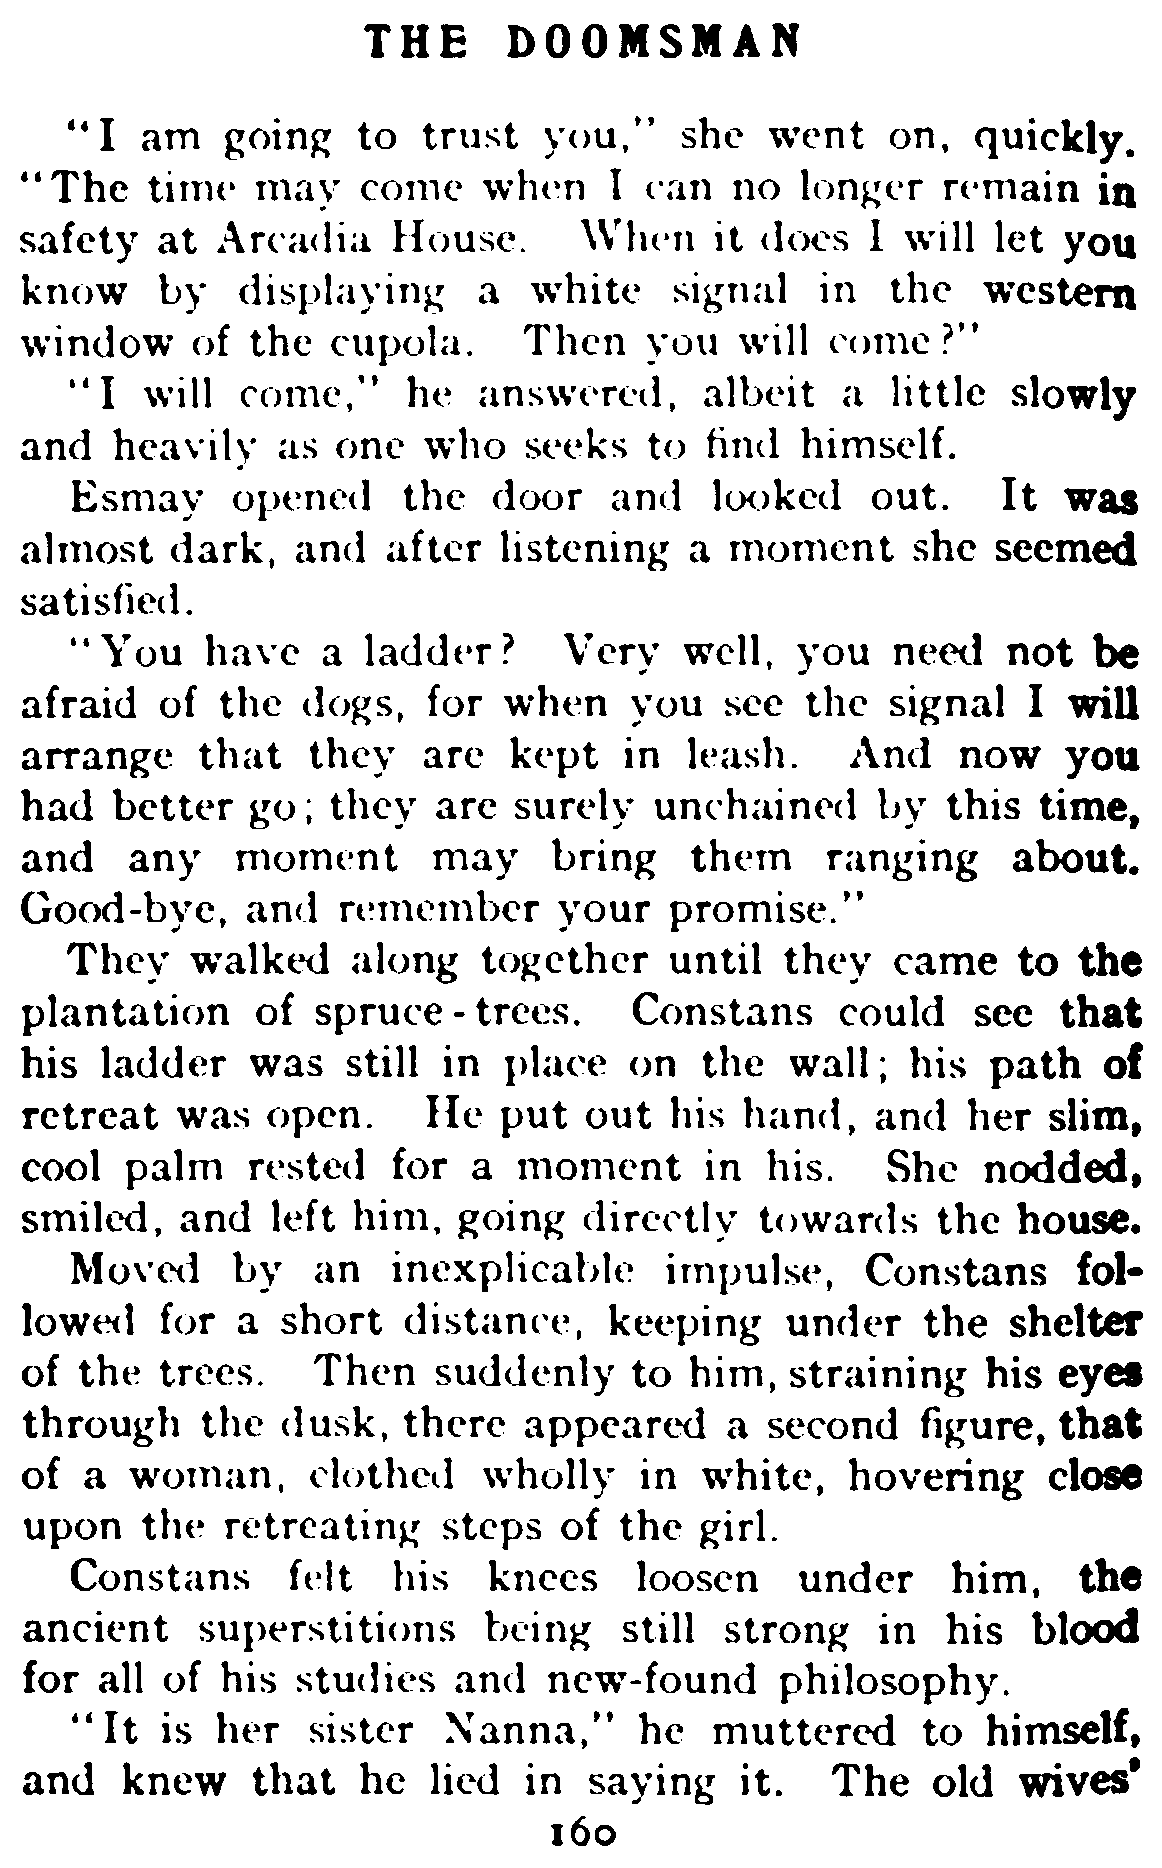 THE DOOMSMAN
"I am going to trust you," she went on, quickly.
"The time may come when I can no longer remain in
safety at Arcadia House. When it does I will let you
know by displaying a white signal in the western
window of the cupola. Then you will come?"
"I will come," he answered, albeit a little slowly
and heavily as one who seeks to find himself.
Esmay opened the door and looked out. It was
almost dark, and after listening a moment she seemed
satisfied.
"You have a ladder? Very well, you need not be
afraid of the dogs, for when you see the signal I will
arrange that they are kept in leash. And now you
had better go; they are surely unchained by this time,
and any moment may bring them ranging about.
Good-bye, and remember your promise."
They walked along together until they came to the
plantation of spruce-trees. Constans could see that
his ladder was still in place on the wall; his path of
retreat was open. He put out his hand, and her slim,
cool palm rested for a moment in his. She nodded,
smiled, and left him, going directly towards the house.
Moved by an inexplicable impulse, Constans fol-
lowed for a short distance, keeping under the shelter
of the trees. Then suddenly to him, straining his eyes
through the dusk, there appeared a second figure, that
of a woman, clothed wholly in white, hovering close
upon the retreating steps of the girl.
Constans felt his knees loosen under him, the
ancient superstitions being still strong in his blood
for all of his studies and new-found philosophy.
"It is her sister Nanna," he muttered to himself,
and knew that he lied in saying it. The old wives'
160